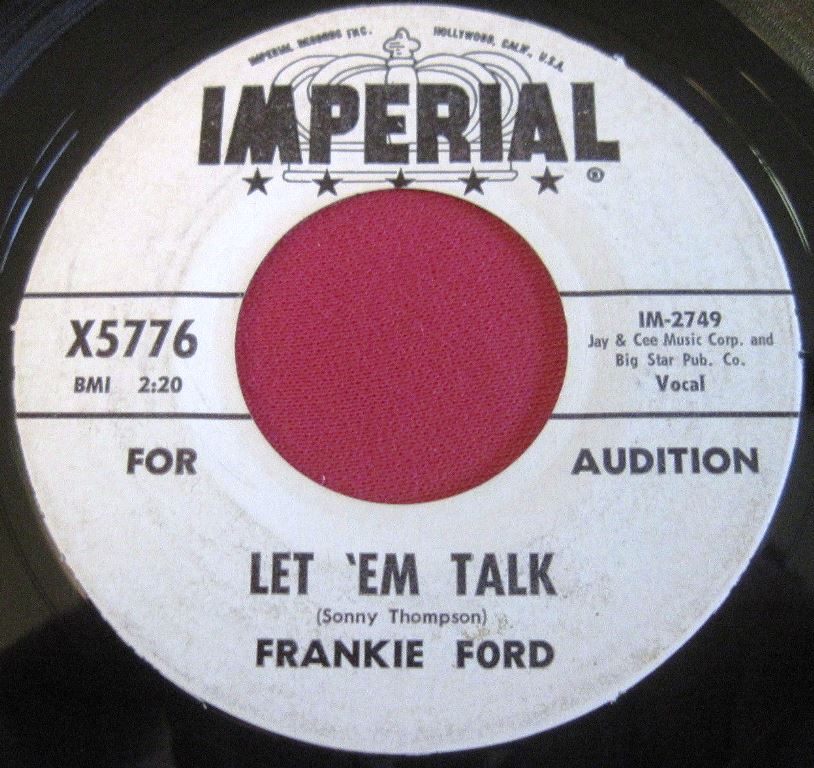 IMPERIAL RECORDS INC. HOLLYWOOD, CALIF., U.S.A.
IMPERIAL
®
X5776
BMI 2:20
IM-2749
Jay & Cee Music Corp. and
Big Star Pub. Co.
Vocal
FOR AUDITION
LET 'EM TALK
(Sonny Thompson)
FRANKIE FORD